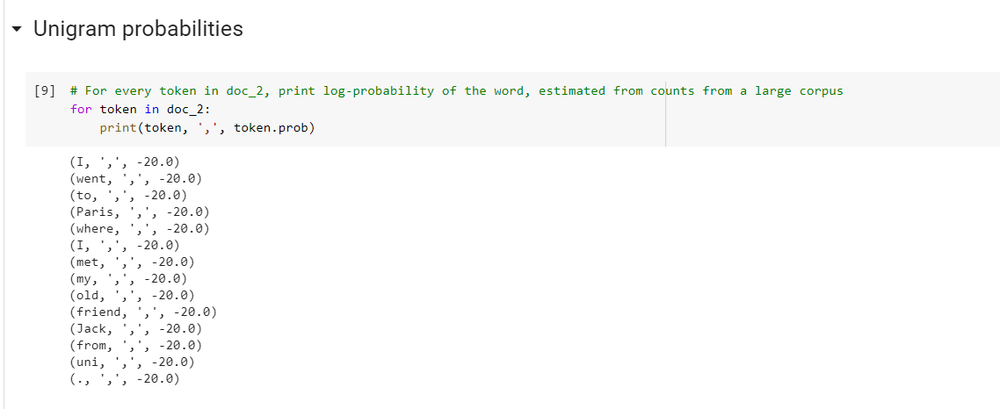 Unigram probabilities
[9] # For every token in doc_2, print log-probability of the word, estimated from counts from a large corpus
for token in doc_2:
    print(token, ',', token.prob)
(I, ',', -20.0)
(went, ',', -20.0)
(to, ',', -20.0)
(Paris, ',', -20.0)
(where, ',', -20.0)
(I, ',', -20.0)
(met, ',', -20.0)
(my, ',', -20.0)
(old, ',', -20.0)
(friend, ',', -20.0)
(Jack, ',', -20.0)
(from, ',', -20.0)
(uni, ',', -20.0)
(., ',', -20.0)